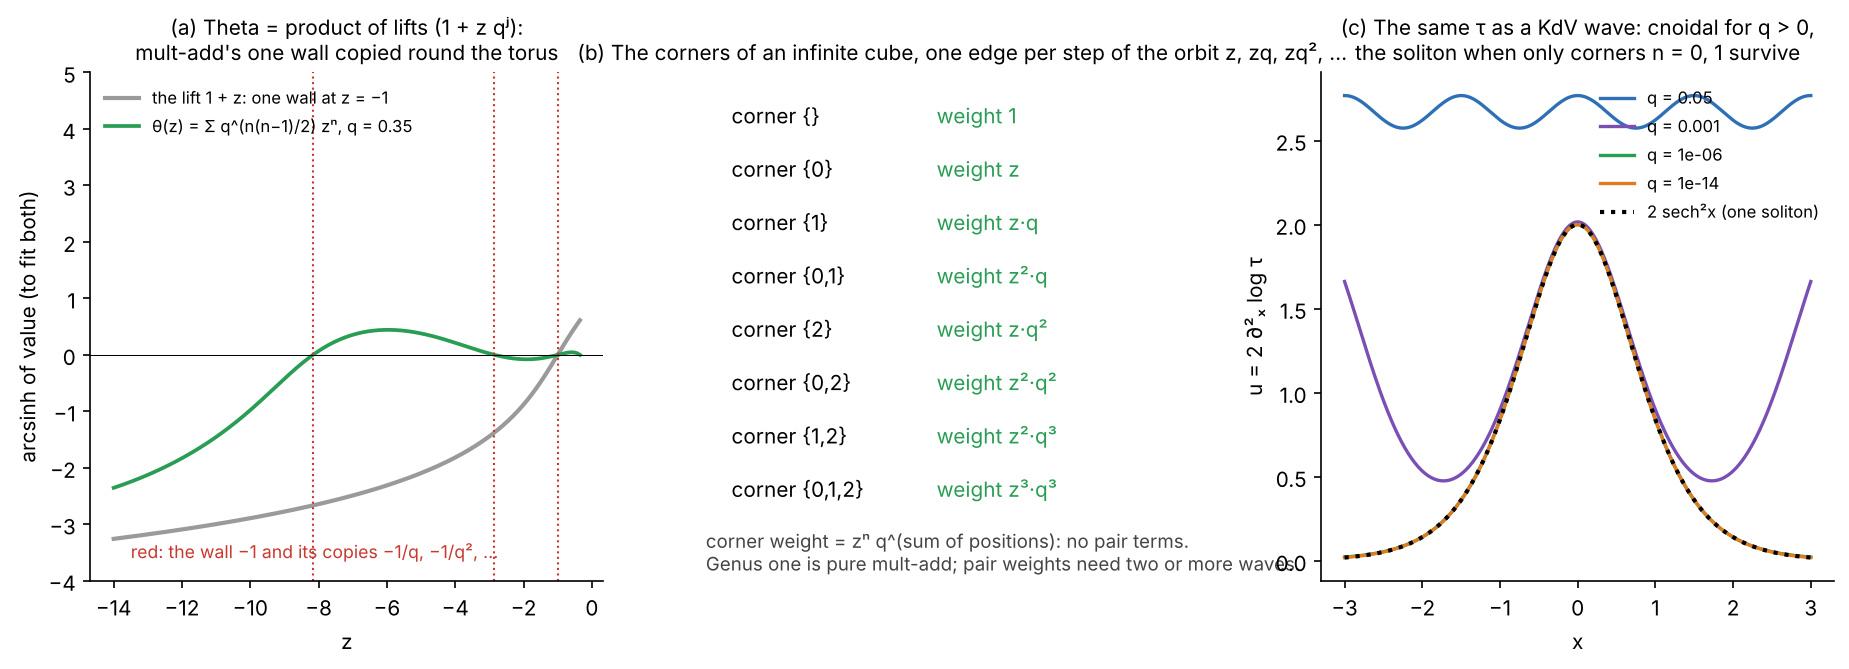 (a) Theta = product of lifts (1 + z qʲ):
mult-add's one wall copied round the torus
5
4
3
2
1
0
−1
−2
−3
−4
arcsinh of value (to fit both)
the lift 1 + z: one wall at z = −1
θ(z) = Σ q^(n(n−1)/2) zⁿ, q = 0.35
red: the wall −1 and its copies −1/q, −1/q², ...
−14 −12 −10 −8 −6 −4 −2 0
z
(b) The corners of an infinite cube, one edge per step of the orbit z, zq, zq², ...
corner {} weight 1
corner {0} weight z
corner {1} weight z·q
corner {0,1} weight z²·q
corner {2} weight z·q²
corner {0,2} weight z²·q²
corner {1,2} weight z²·q³
corner {0,1,2} weight z³·q³
corner weight = zⁿ q^(sum of positions): no pair terms.
Genus one is pure mult-add; pair weights need two or more waves.
(c) The same τ as a KdV wave: cnoidal for q > 0,
the soliton when only corners n = 0, 1 survive
2.5
2.0
1.5
1.0
0.5
0.0
u = 2 ∂²ₓ log τ
q = 0.05
q = 0.001
q = 1e-06
q = 1e-14
2 sech²x (one soliton)
−3 −2 −1 0 1 2 3
x